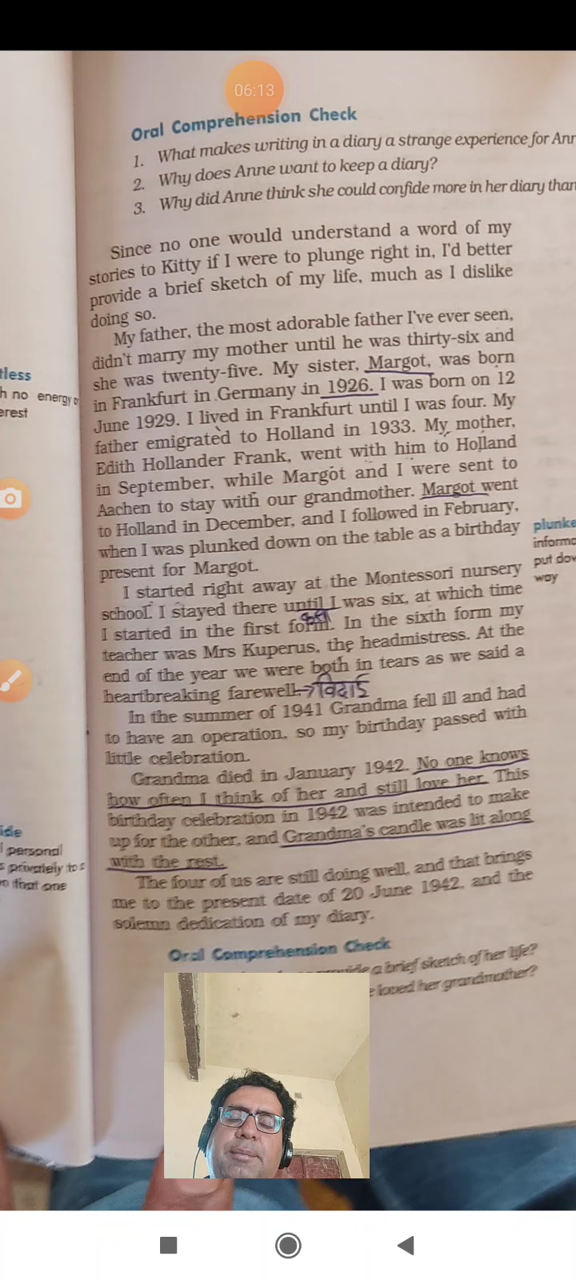 06:13
Oral Comprehension Check
1. What makes writing in a diary a strange experience for
2. Why does Anne want to keep a diary?
3. Why did Anne think she could confide more in her diary than
Since no one would understand a word of my
stories to Kitty if I were to plunge right in, I'd better
provide a brief sketch of my life, much as I dislike
doing so.
My father, the most adorable father I've ever seen,
didn't marry my mother until he was thirty-six and
she was twenty-five. My sister, Margot, was born
in Frankfurt in Germany in 1926. I was born on 12
June 1929. I lived in Frankfurt until I was four. My
father emigrated to Holland in 1933. My mother,
Edith Hollander Frank, went with him to Holland
in September, while Margot and I were sent to
Aachen to stay with our grandmother. Margot went
to Holland in December, and I followed in February,
when I was plunked down on the table as a birthday
present for Margot.
I started right away at the Montessori nursery
school. I stayed there until I was six, at which time
I started in the first form. In the sixth form my
teacher was Mrs Kuperus, the headmistress. At the
end of the year we were both in tears as we said a
heartbreaking farewell. → विदाई
In the summer of 1941 Grandma fell ill and had
to have an operation, so my birthday passed with
little celebration.
Grandma died in January 1942. No one knows
how often I think of her and still love her. This
birthday celebration in 1942 was intended to make
up for the other, and Grandma's candle was lit along
with the rest.
The four of us are still doing well, and that brings
me to the present date of 20 June 1942, and the
solemn dedication of my diary.
Oral Comprehension Check
a brief sketch of her life?
loved her grandmother?
tless
h no energy
erest
ide
personal
privately to
that one
plunke
informa
put dow
way